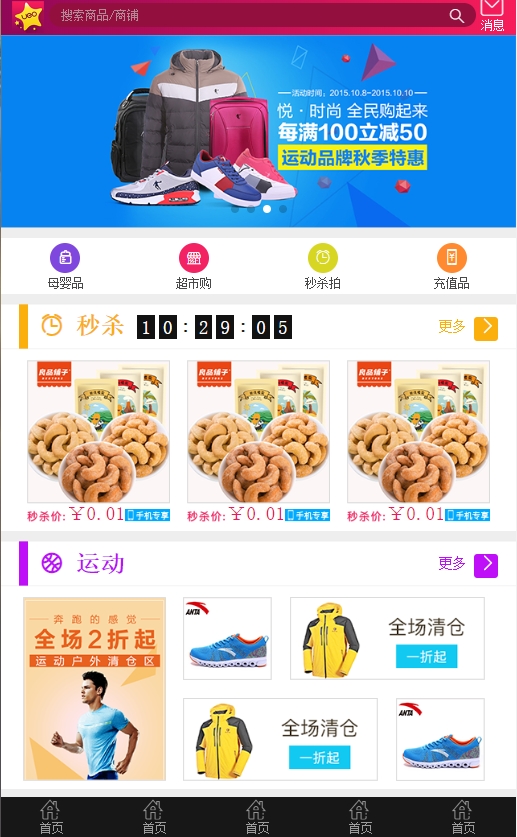 UGO
搜索商品/商铺
消息
活动时间：2015.10.8~2015.10.10
悦·时尚 全民购起来
每满100立减50
运动品牌秋季特惠
母婴品
超市购
秒杀拍
充值品
秒杀 10:29:05
更多
良品铺子 良品铺子 良品铺子
秒杀价:￥0.01 手机专享 秒杀价:￥0.01 手机专享 秒杀价:￥0.01 手机专享
运动
更多
奔跑的感觉
全场2折起
运动户外清仓区
ANTA
全场清仓
一折起
全场清仓
一折起
ANTA
首页 首页 首页 首页 首页